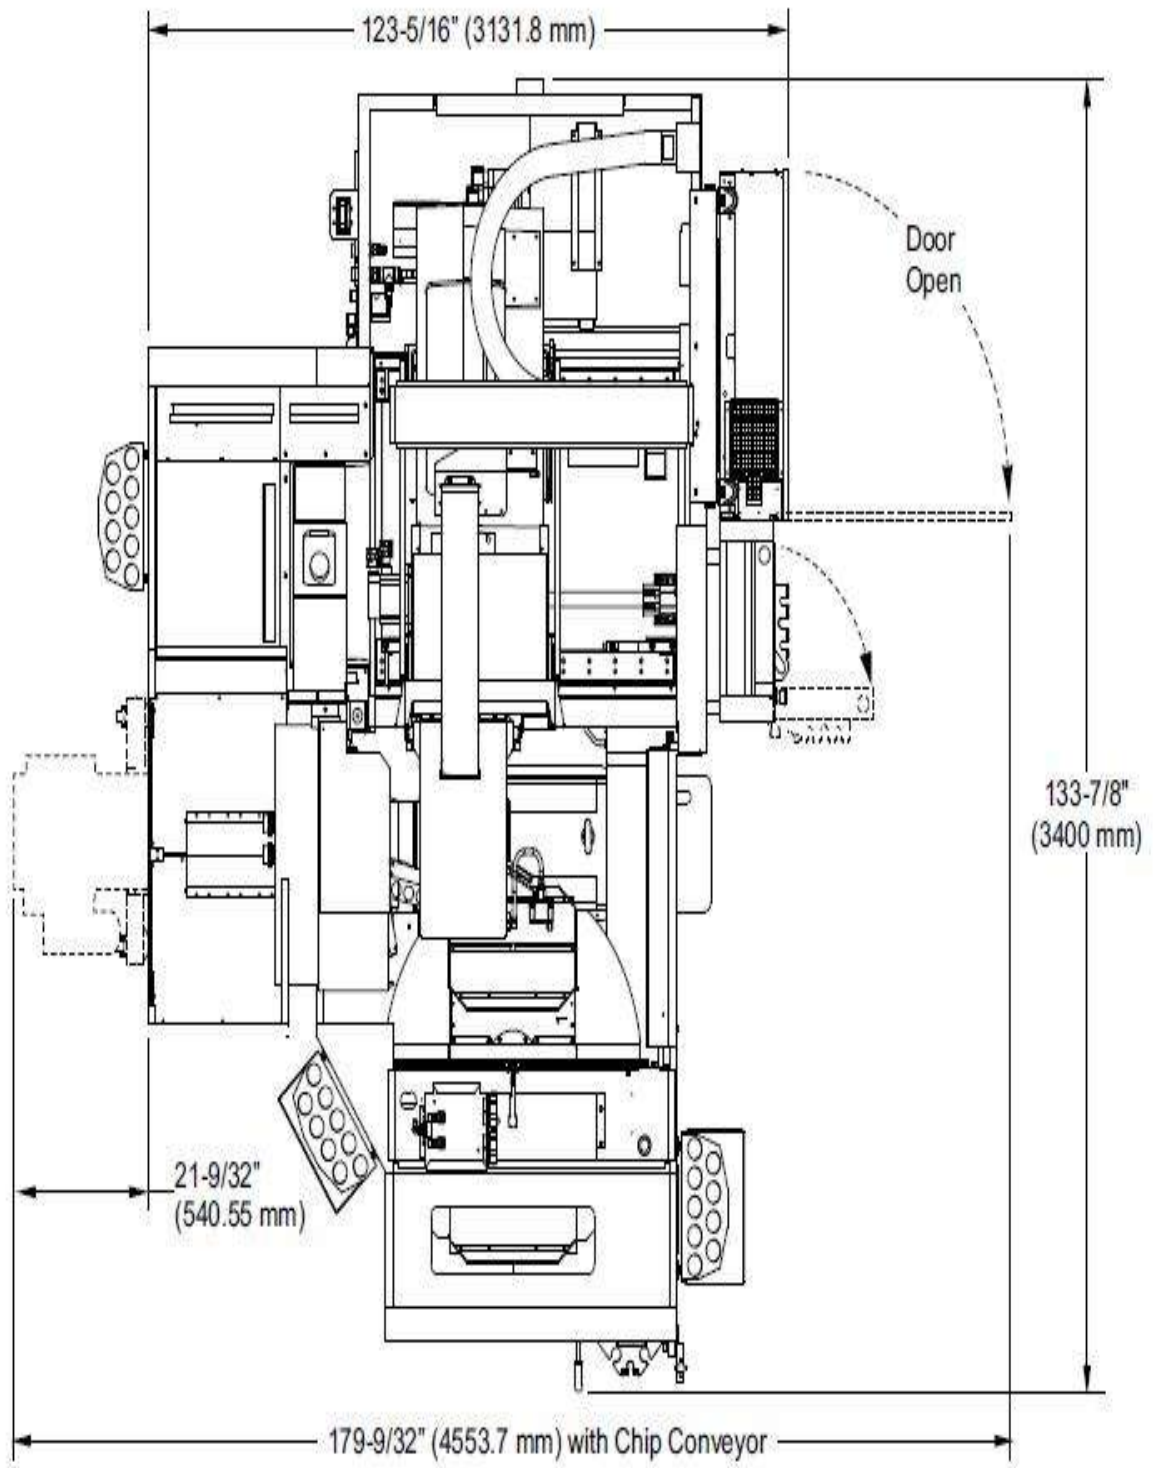 123-5/16" (3131.8 mm)
Door
Open
133-7/8"
(3400 mm)
21-9/32"
(540.55 mm)
179-9/32" (4553.7 mm) with Chip Conveyor